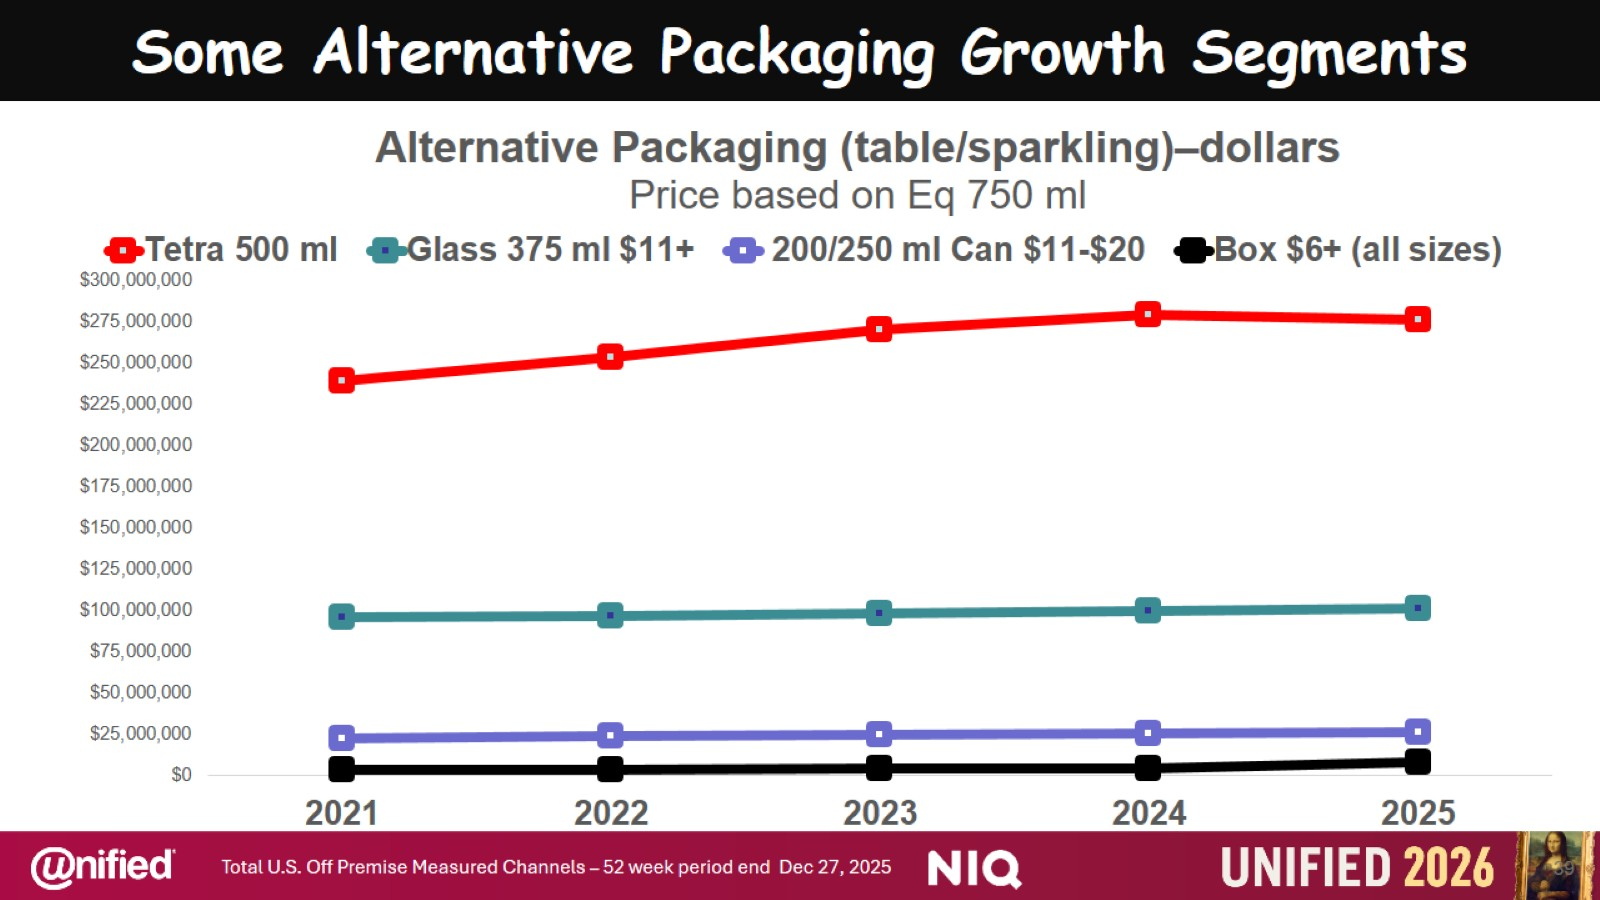 Some Alternative Packaging Growth Segments
Alternative Packaging (table/sparkling)–dollars
Price based on Eq 750 ml
Tetra 500 ml Glass 375 ml $11+ 200/250 ml Can $11-$20 Box $6+ (all sizes)
$300,000,000
$275,000,000
$250,000,000
$225,000,000
$200,000,000
$175,000,000
$150,000,000
$125,000,000
$100,000,000
$75,000,000
$50,000,000
$25,000,000
$0
2021 2022 2023 2024 2025
unified Total U.S. Off Premise Measured Channels – 52 week period end Dec 27, 2025 NIQ UNIFIED 2026 39